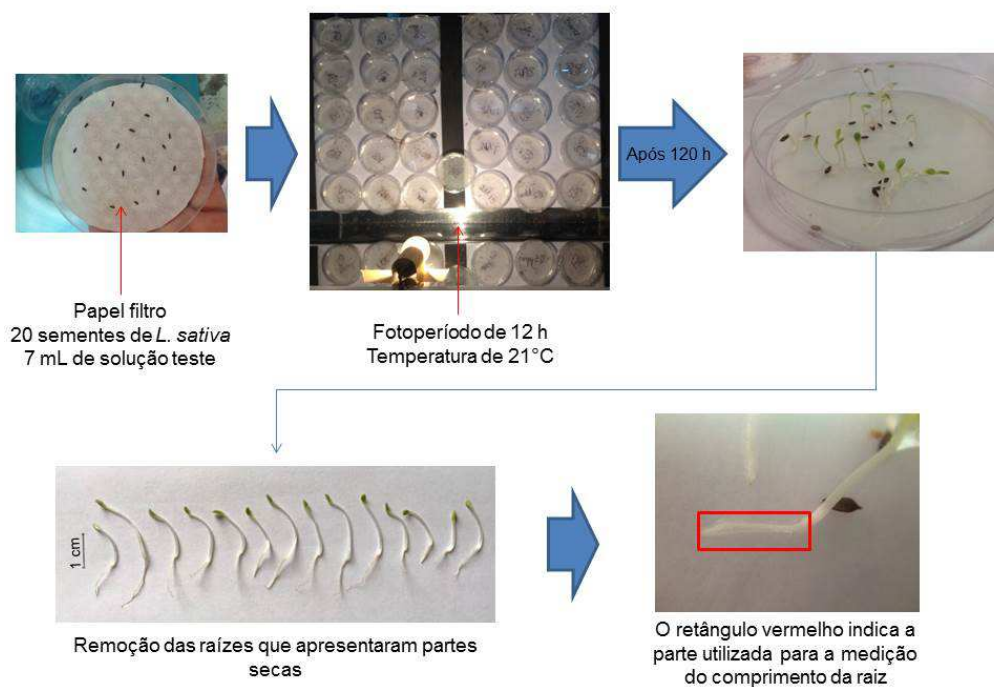 Papel filtro
20 sementes de L. sativa
7 mL de solução teste
Fotoperíodo de 12 h
Temperatura de 21°C
Após 120 h
1 cm
Remoção das raízes que apresentaram partes
secas
O retângulo vermelho indica a
parte utilizada para a medição
do comprimento da raiz